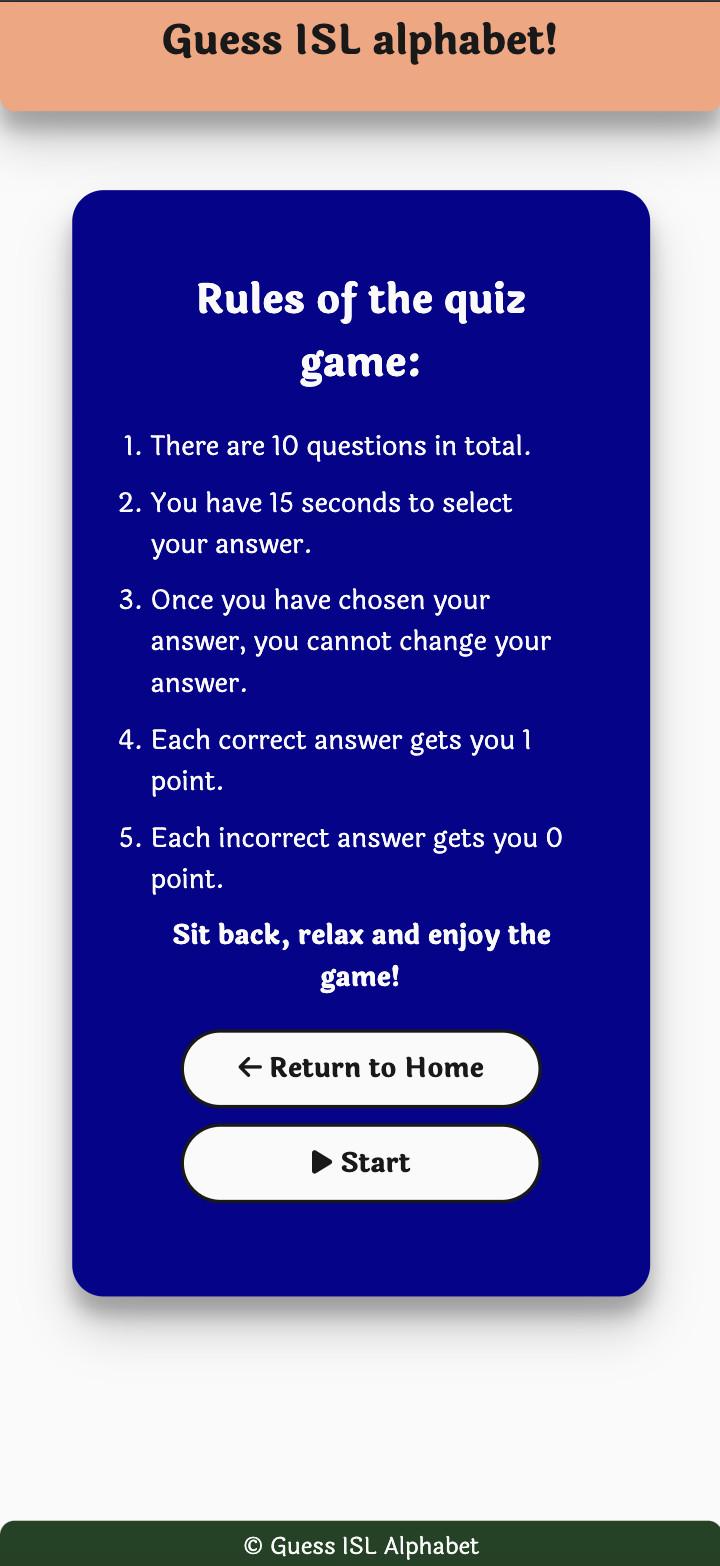 Guess ISL alphabet!
Rules of the quiz
game:
1. There are 10 questions in total.
2. You have 15 seconds to select
your answer.
3. Once you have chosen your
answer, you cannot change your
answer.
4. Each correct answer gets you 1
point.
5. Each incorrect answer gets you 0
point.
Sit back, relax and enjoy the
game!
← Return to Home
▶ Start
© Guess ISL Alphabet